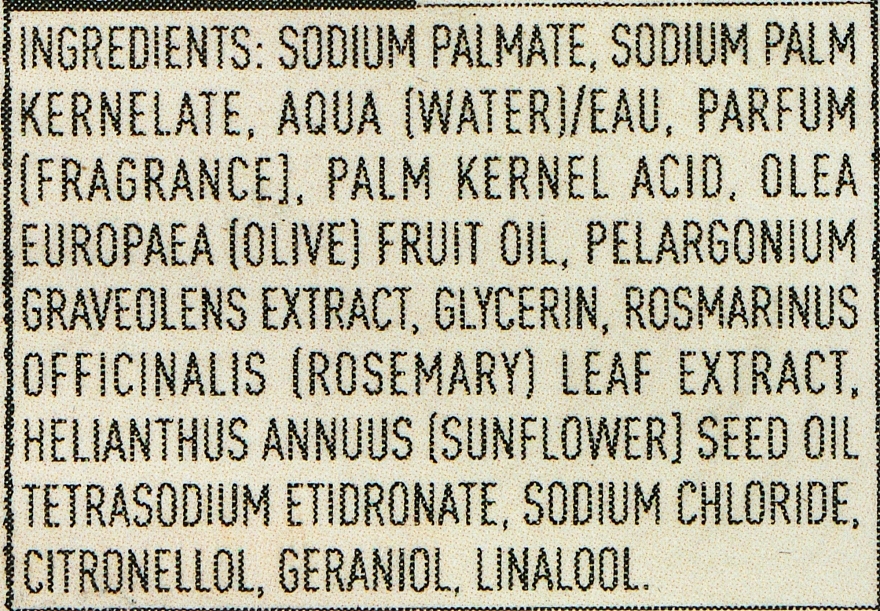 INGREDIENTS: SODIUM PALMATE, SODIUM PALM
KERNELATE, AQUA (WATER)/EAU, PARFUM
(FRAGRANCE), PALM KERNEL ACID, OLEA
EUROPAEA (OLIVE) FRUIT OIL, PELARGONIUM
GRAVEOLENS EXTRACT, GLYCERIN, ROSMARINUS
OFFICINALIS (ROSEMARY) LEAF EXTRACT,
HELIANTHUS ANNUUS (SUNFLOWER) SEED OIL
TETRASODIUM ETIDRONATE, SODIUM CHLORIDE,
CITRONELLOL, GERANIOL, LINALOOL.